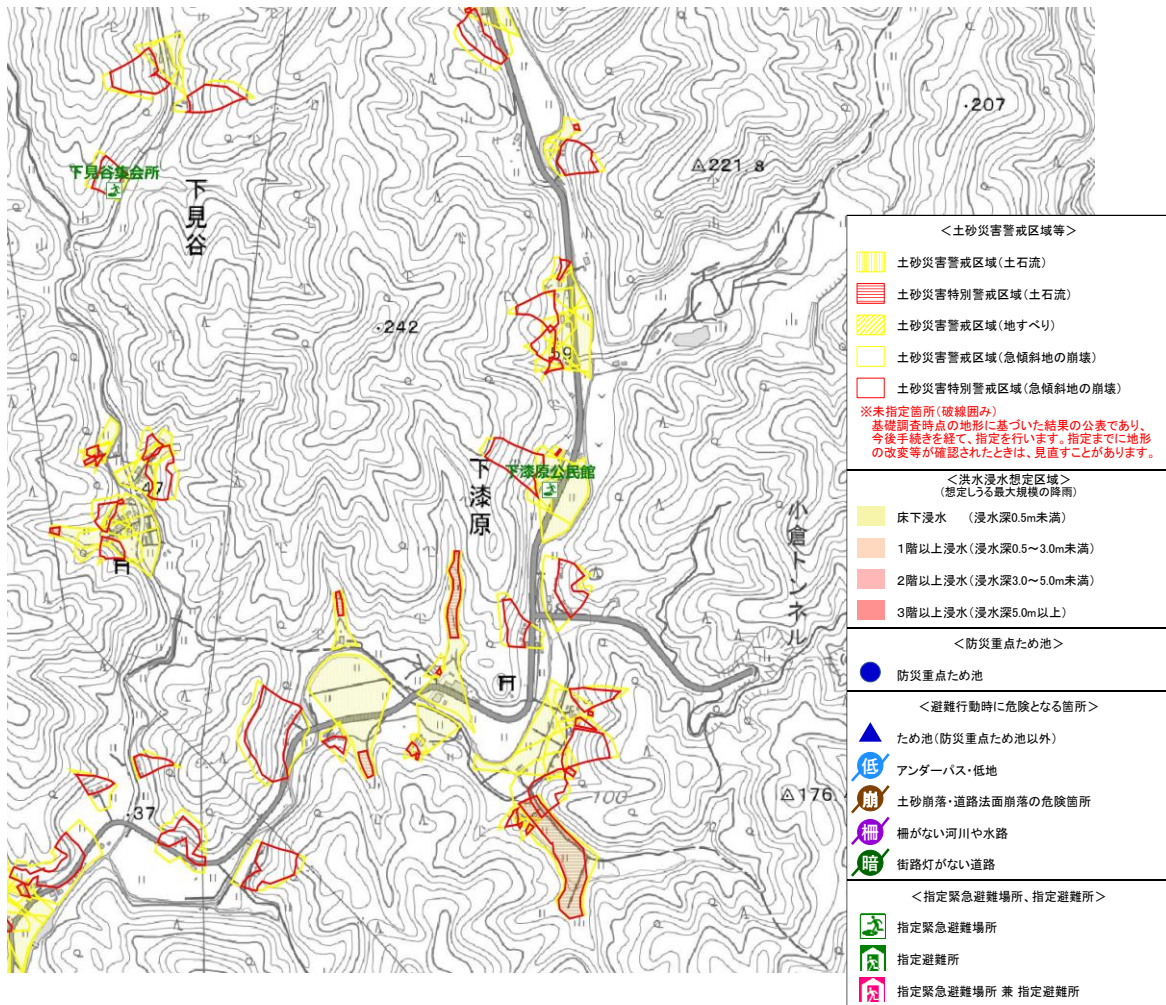 ・207
△221.8
下見谷集会所
下見谷
・242
59
下漆原公民館
下漆原
47
小倉トンネル
100
△176.
・37
＜土砂災害警戒区域等＞
土砂災害警戒区域(土石流)
土砂災害特別警戒区域(土石流)
土砂災害警戒区域(地すべり)
土砂災害警戒区域(急傾斜地の崩壊)
土砂災害特別警戒区域(急傾斜地の崩壊)
※未指定箇所(破線囲み)
基礎調査時点の地形に基づいた結果の公表であり、
今後手続きを経て、指定を行います。指定までに地形
の改変等が確認されたときは、見直すことがあります。
＜洪水浸水想定区域＞
(想定しうる最大規模の降雨)
床下浸水　(浸水深0.5m未満)
1階以上浸水(浸水深0.5～3.0m未満)
2階以上浸水(浸水深3.0～5.0m未満)
3階以上浸水(浸水深5.0m以上)
＜防災重点ため池＞
防災重点ため池
＜避難行動時に危険となる箇所＞
ため池(防災重点ため池以外)
低 アンダーパス・低地
崩 土砂崩落・道路法面崩落の危険箇所
柵 柵がない河川や水路
暗 街路灯がない道路
＜指定緊急避難場所、指定避難所＞
指定緊急避難場所
指定避難所
指定緊急避難場所 兼 指定避難所